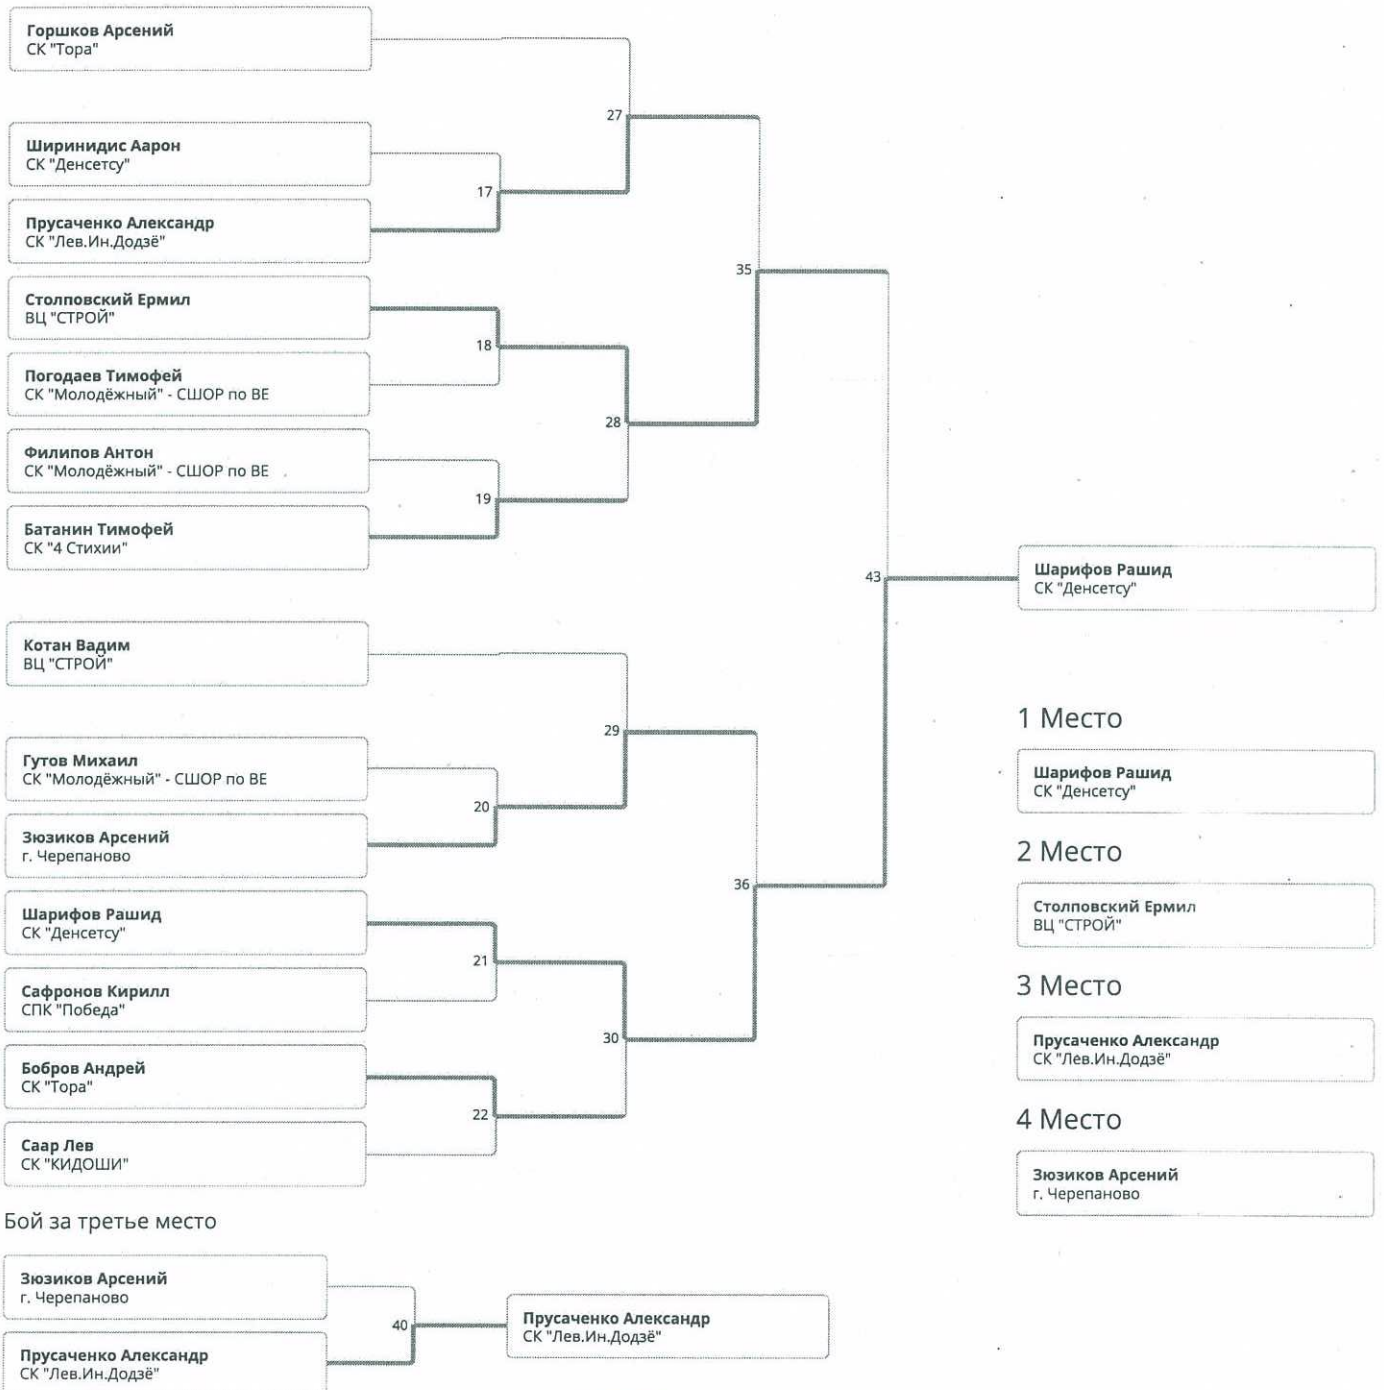 Горшков Арсений
СК "Тора"
27
Ширинидис Аарон
СК "Денсетсу"
17
Прусаченко Александр
СК "Лев.Ин.Додзё"
35
Столповский Ермил
ВЦ "СТРОЙ"
18
Погодаев Тимофей
СК "Молодёжный" - СШОР по ВЕ
28
Филипов Антон
СК "Молодёжный" - СШОР по ВЕ
19
Батанин Тимофей
СК "4 Стихии"
43
Шарифов Рашид
СК "Денсетсу"
Котан Вадим
ВЦ "СТРОЙ"
29
Гутов Михаил
СК "Молодёжный" - СШОР по ВЕ
20
Зюзиков Арсений
г. Черепаново
36
Шарифов Рашид
СК "Денсетсу"
21
Сафронов Кирилл
СПК "Победа"
30
Бобров Андрей
СК "Тора"
22
Саар Лев
СК "КИДОШИ"
1 Место
Шарифов Рашид
СК "Денсетсу"
2 Место
Столповский Ермил
ВЦ "СТРОЙ"
3 Место
Прусаченко Александр
СК "Лев.Ин.Додзё"
4 Место
Зюзиков Арсений
г. Черепаново
Бой за третье место
Зюзиков Арсений
г. Черепаново
40
Прусаченко Александр
СК "Лев.Ин.Додзё"
Прусаченко Александр
СК "Лев.Ин.Додзё"